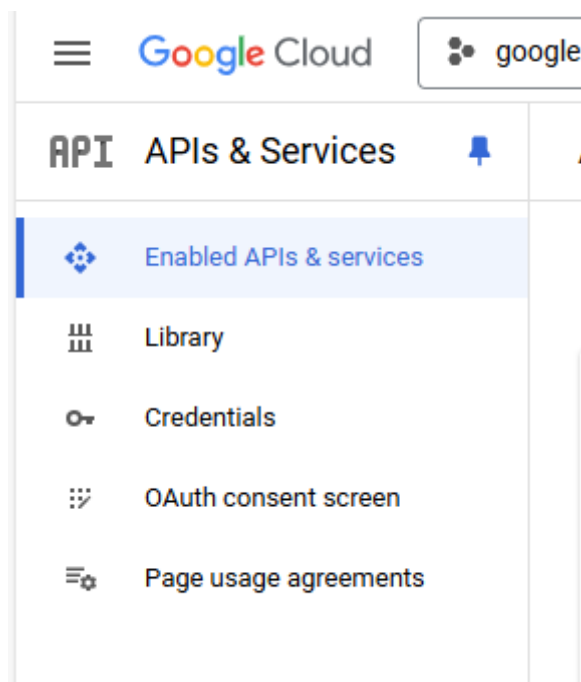 Google Cloud
google
API APIs & Services
Enabled APIs & services
Library
Credentials
OAuth consent screen
Page usage agreements